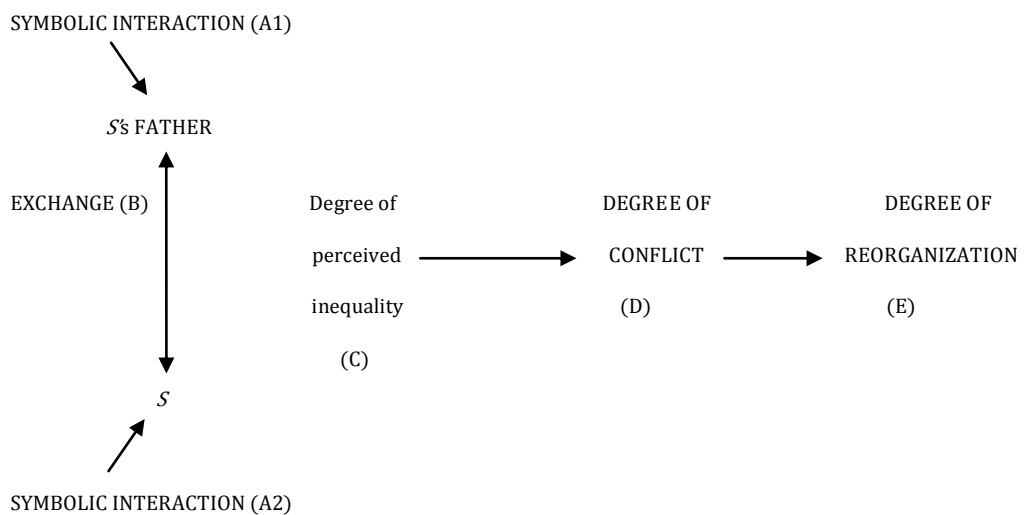 SYMBOLIC INTERACTION (A1)
S's FATHER
EXCHANGE (B)
Degree of
perceived
inequality
(C)
DEGREE OF
CONFLICT
(D)
DEGREE OF
REORGANIZATION
(E)
S
SYMBOLIC INTERACTION (A2)